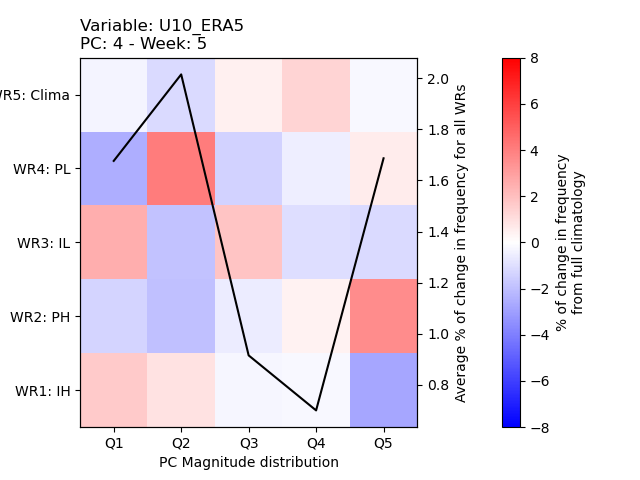 Variable: U10_ERA5
PC: 4 - Week: 5
WR5: Clima
WR4: PL
WR3: IL
WR2: PH
WR1: IH
Q1 Q2 Q3 Q4 Q5
PC Magnitude distribution
2.0
1.8
1.6
1.4
1.2
1.0
0.8
Average % of change in frequency for all WRs
8
6
4
2
0
−2
−4
−6
−8
% of change in frequency
from full climatology